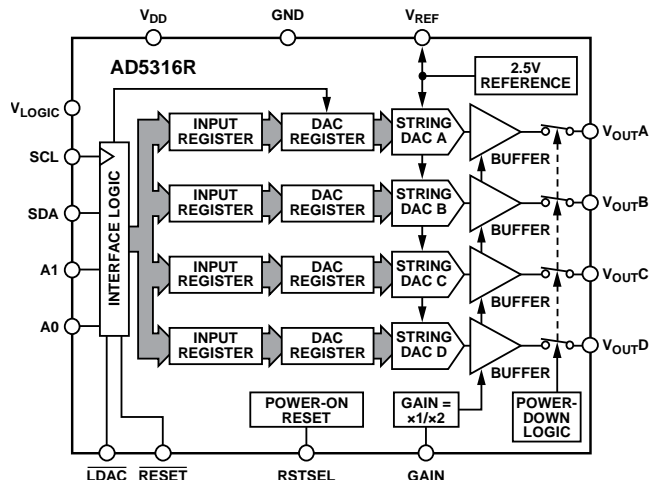 VDD
GND
VREF
AD5316R
2.5V
REFERENCE
VLOGIC
SCL
SDA
A1
A0
INTERFACE LOGIC
INPUT
REGISTER
DAC
REGISTER
STRING
DAC A
BUFFER
VOUTA
INPUT
REGISTER
DAC
REGISTER
STRING
DAC B
BUFFER
VOUTB
INPUT
REGISTER
DAC
REGISTER
STRING
DAC C
BUFFER
VOUTC
INPUT
REGISTER
DAC
REGISTER
STRING
DAC D
BUFFER
VOUTD
POWER-ON
RESET
GAIN =
×1/×2
POWER-
DOWN
LOGIC
LDAC
RESET
RSTSEL
GAIN